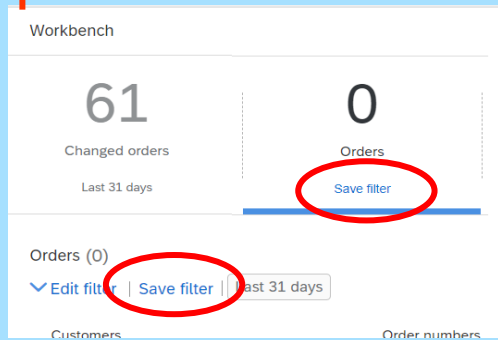 Workbench
61
Changed orders
Last 31 days
0
Orders
Save filter
Orders (0)
Edit filter | Save filter | Last 31 days
Customers Order numbers